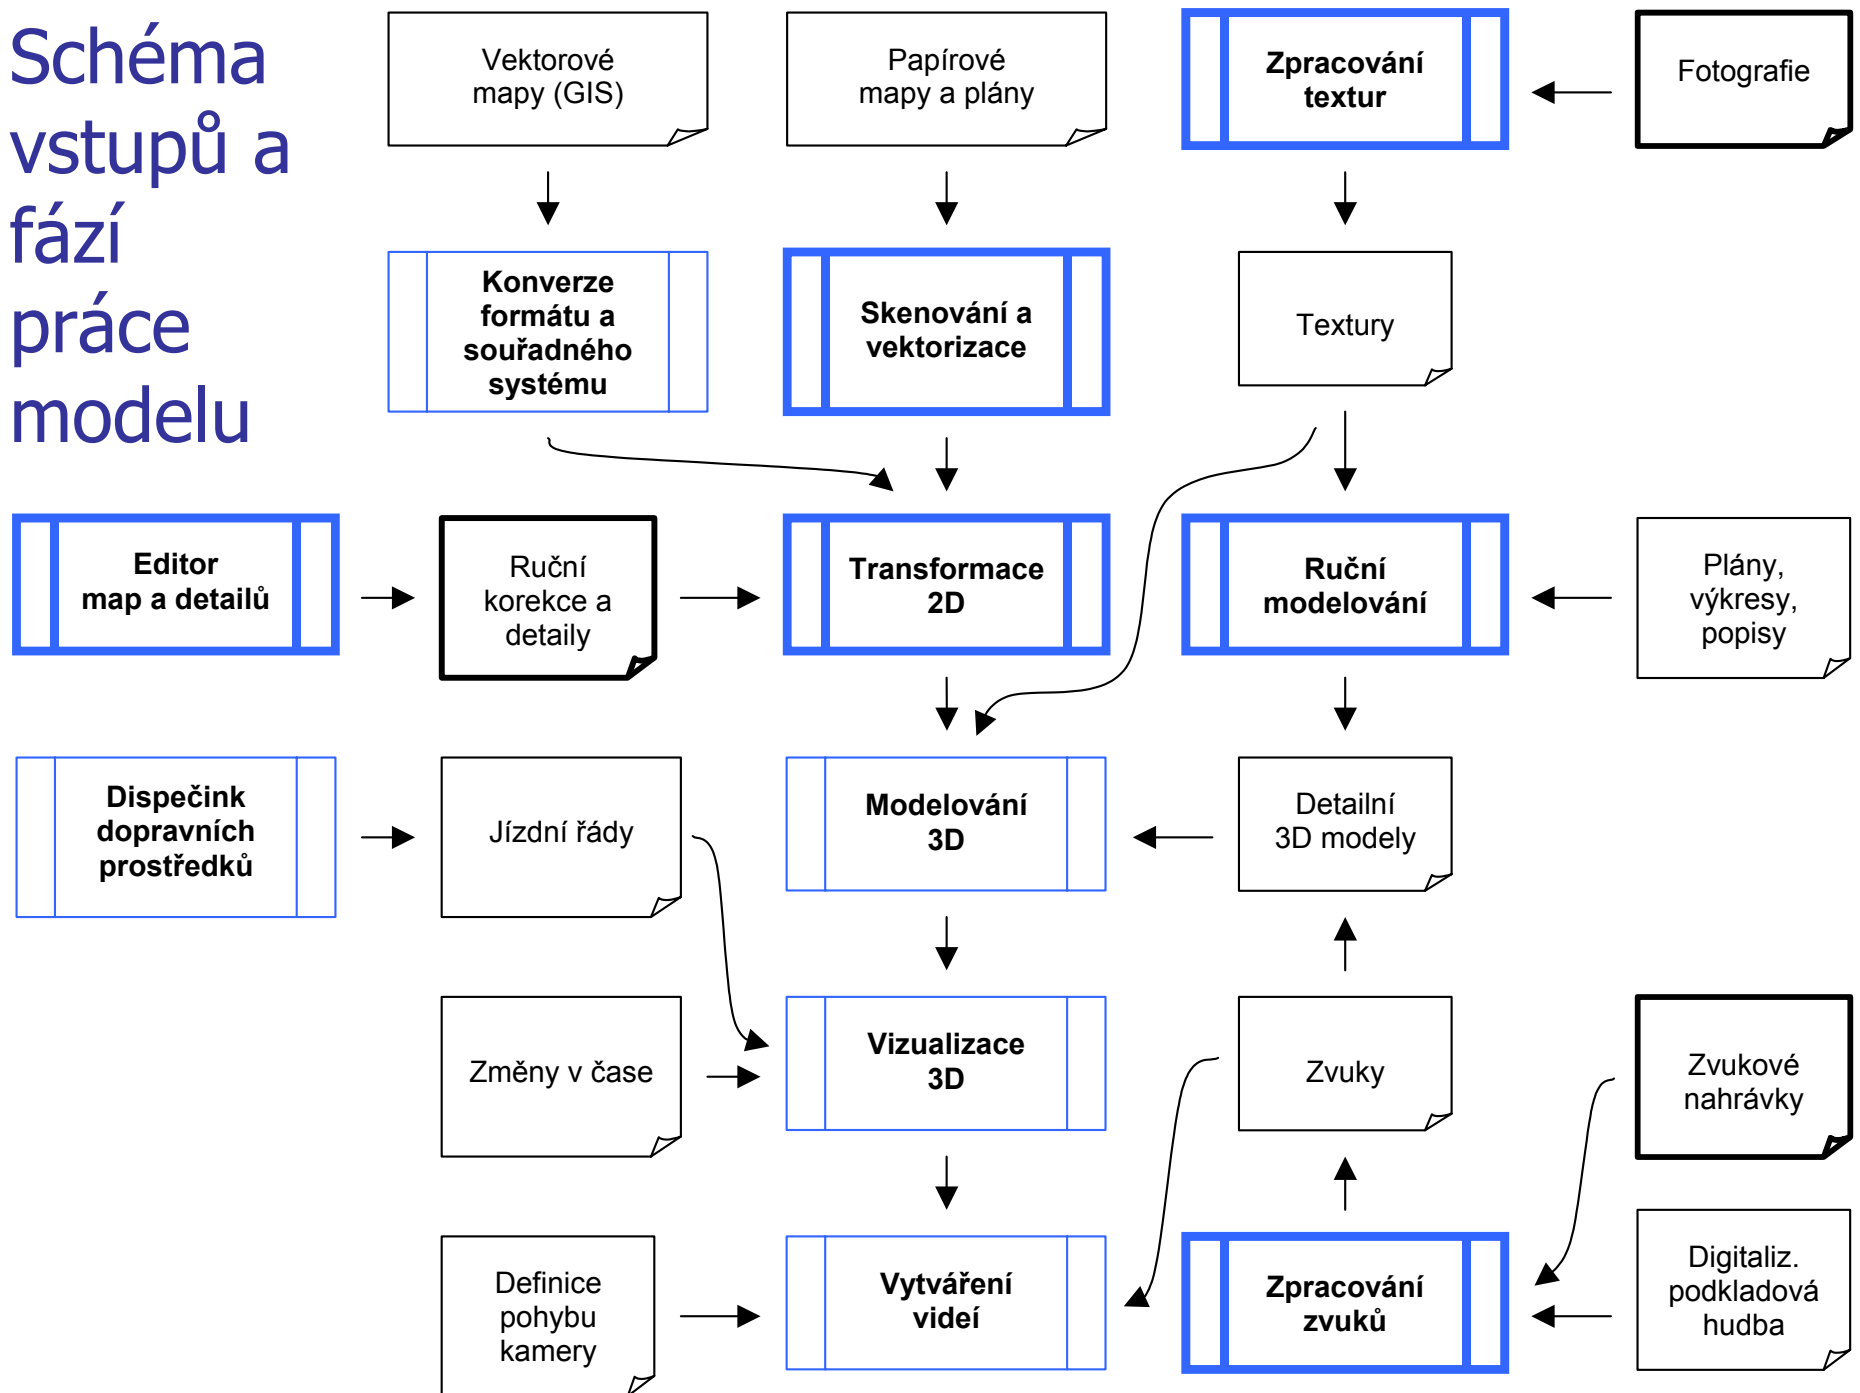 Schéma
vstupů a
fází
práce
modelu
Vektorové
mapy (GIS)
Papírové
mapy a plány
Zpracování
textur
Fotografie
Konverze
formátu a
souřadného
systému
Skenování a
vektorizace
Textury
Editor
map a detailů
Ruční
korekce a
detaily
Transformace
2D
Ruční
modelování
Plány,
výkresy,
popisy
Dispečink
dopravních
prostředků
Jízdní řády
Modelování
3D
Detailní
3D modely
Změny v čase
Vizualizace
3D
Zvuky
Zvukové
nahrávky
Definice
pohybu
kamery
Vytváření
videí
Zpracování
zvuků
Digitaliz.
podkladová
hudba